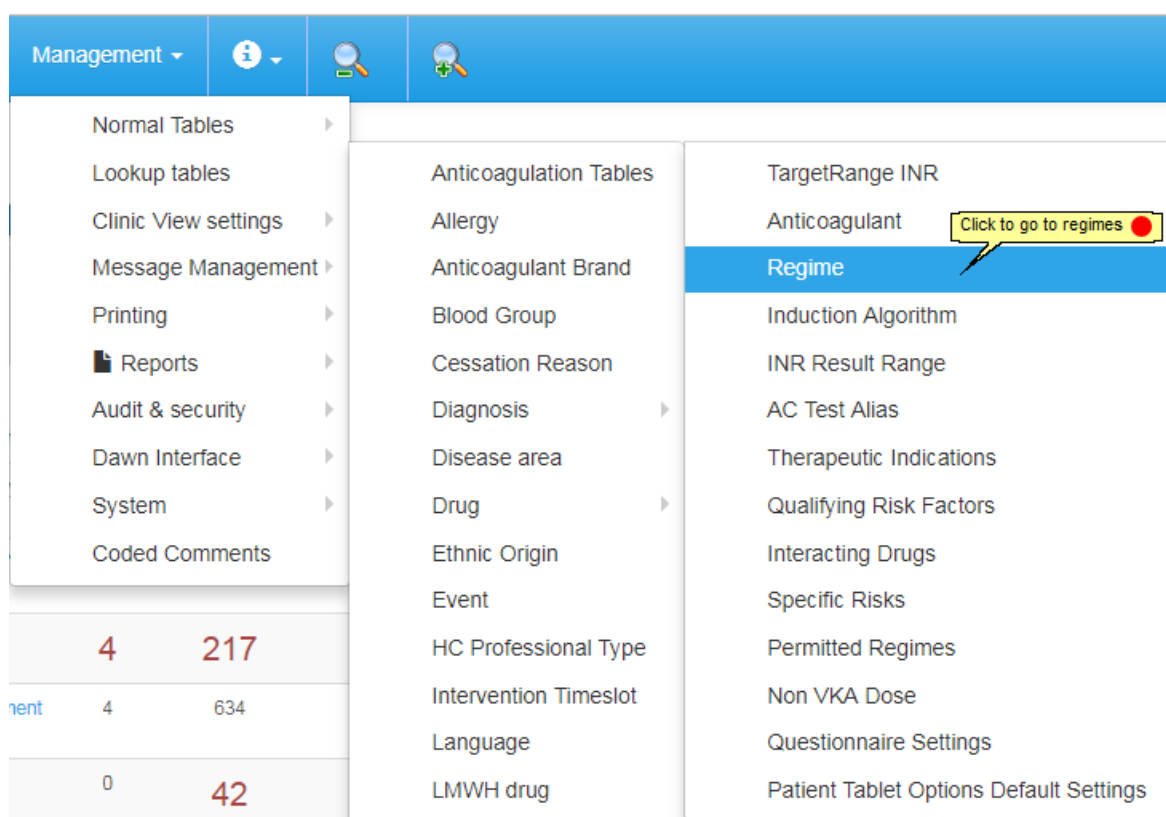 Management
Normal Tables
Lookup tables
Clinic View settings
Message Management
Printing
Reports
Audit & security
Dawn Interface
System
Coded Comments
Anticoagulation Tables
Allergy
Anticoagulant Brand
Blood Group
Cessation Reason
Diagnosis
Disease area
Drug
Ethnic Origin
Event
HC Professional Type
Intervention Timeslot
Language
LMWH drug
TargetRange INR
Anticoagulant
Click to go to regimes
Regime
Induction Algorithm
INR Result Range
AC Test Alias
Therapeutic Indications
Qualifying Risk Factors
Interacting Drugs
Specific Risks
Permitted Regimes
Non VKA Dose
Questionnaire Settings
Patient Tablet Options Default Settings
4 217
4 634
0 42